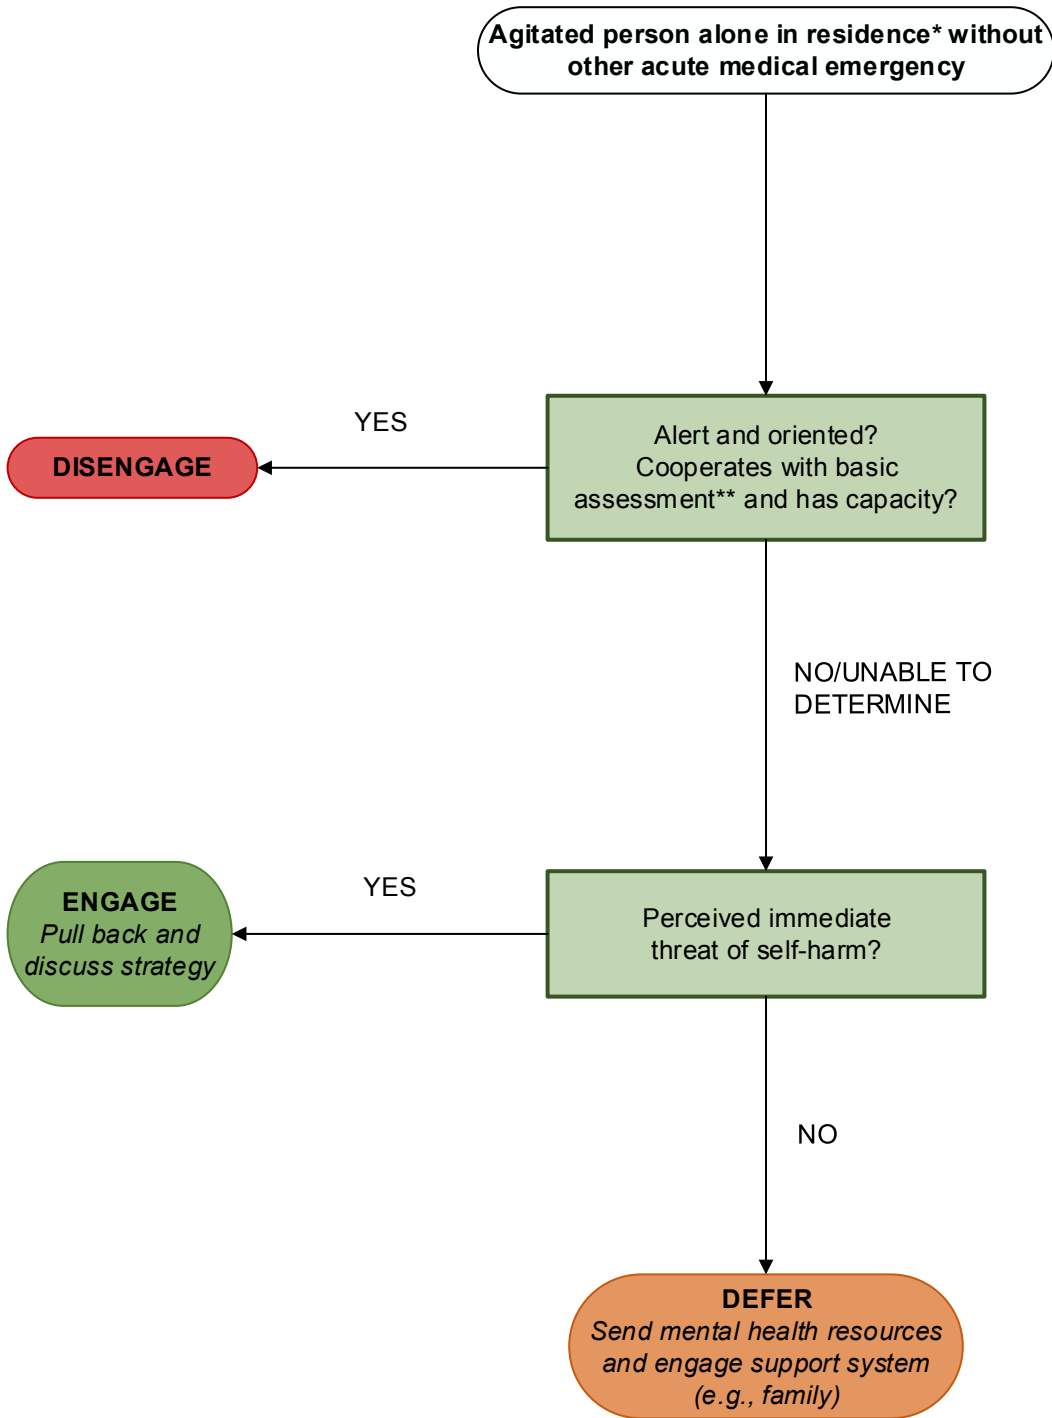 Agitated person alone in residence* without
other acute medical emergency
YES
Alert and oriented?
Cooperates with basic
assessment** and has capacity?
DISENGAGE
NO/UNABLE TO
DETERMINE
YES
ENGAGE
Pull back and
discuss strategy
Perceived immediate
threat of self-harm?
NO
DEFER
Send mental health resources
and engage support system
(e.g., family)